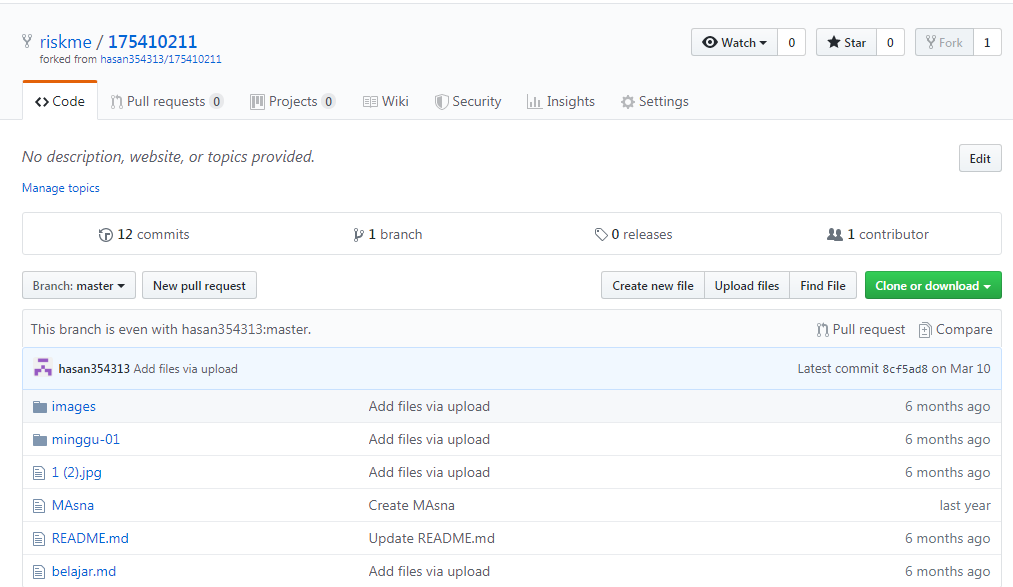 riskme / 175410211
Watch 0 Star 0 Fork 1
forked from hasan354313/175410211
Code Pull requests 0 Projects 0 Wiki Security Insights Settings
No description, website, or topics provided. Edit
Manage topics
12 commits 1 branch 0 releases 1 contributor
Branch: master New pull request Create new file Upload files Find File Clone or download
This branch is even with hasan354313:master. Pull request Compare
hasan354313 Add files via upload Latest commit 8cf5ad8 on Mar 10
images Add files via upload 6 months ago
minggu-01 Add files via upload 6 months ago
1 (2).jpg Add files via upload 6 months ago
MAsna Create MAsna last year
README.md Update README.md 6 months ago
belajar.md Add files via upload 6 months ago